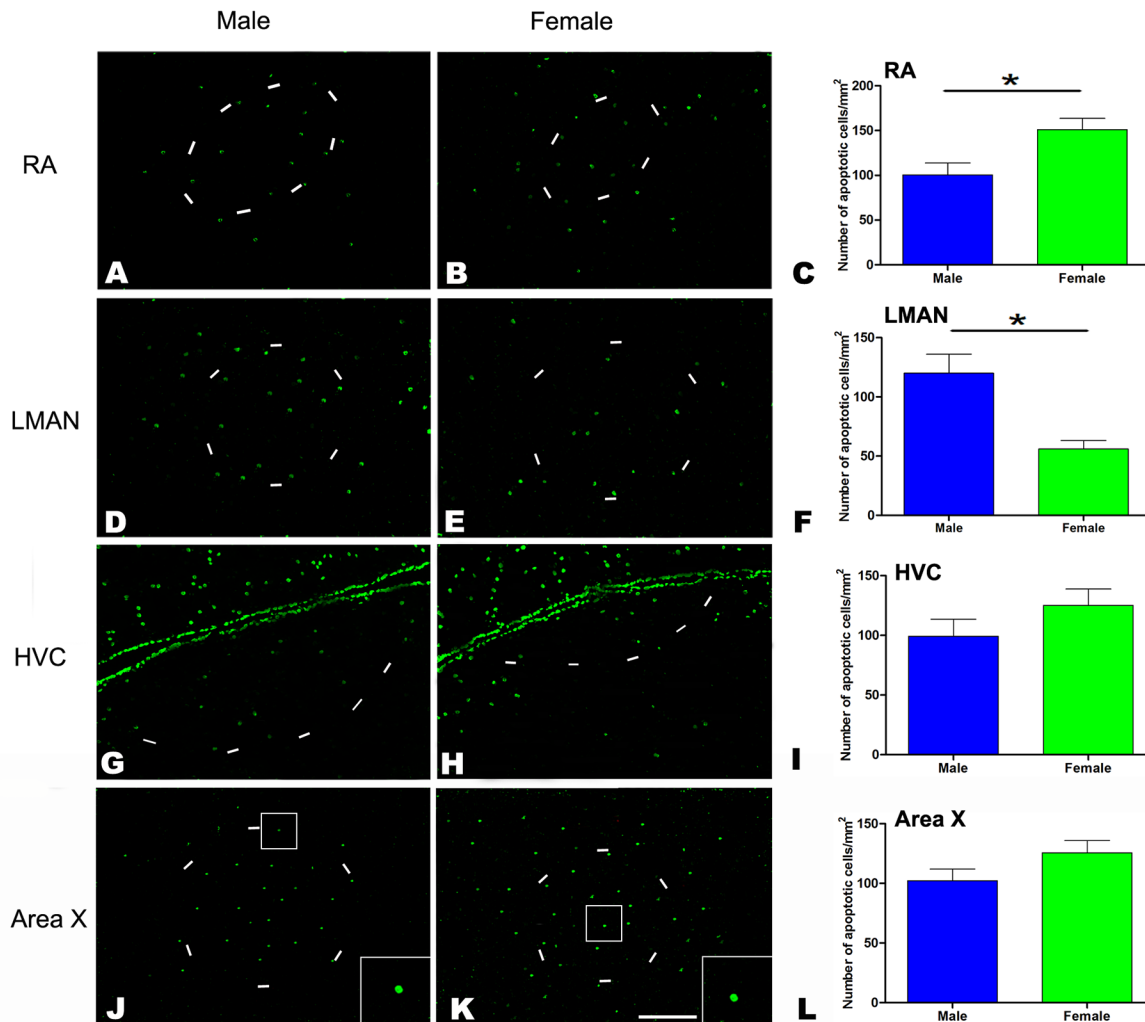 Male Female
RA
A
B
C
RA
*
Number of apoptotic cells/mm²
200
150
100
50
0
Male Female
LMAN
D
E
F
LMAN
*
Number of apoptotic cells/mm²
150
100
50
0
Male Female
HVC
G
H
I
HVC
Number of apoptotic cells/mm²
150
100
50
0
Male Female
Area X
J
K
L
Area X
Number of apoptotic cells/mm²
150
100
50
0
Male Female